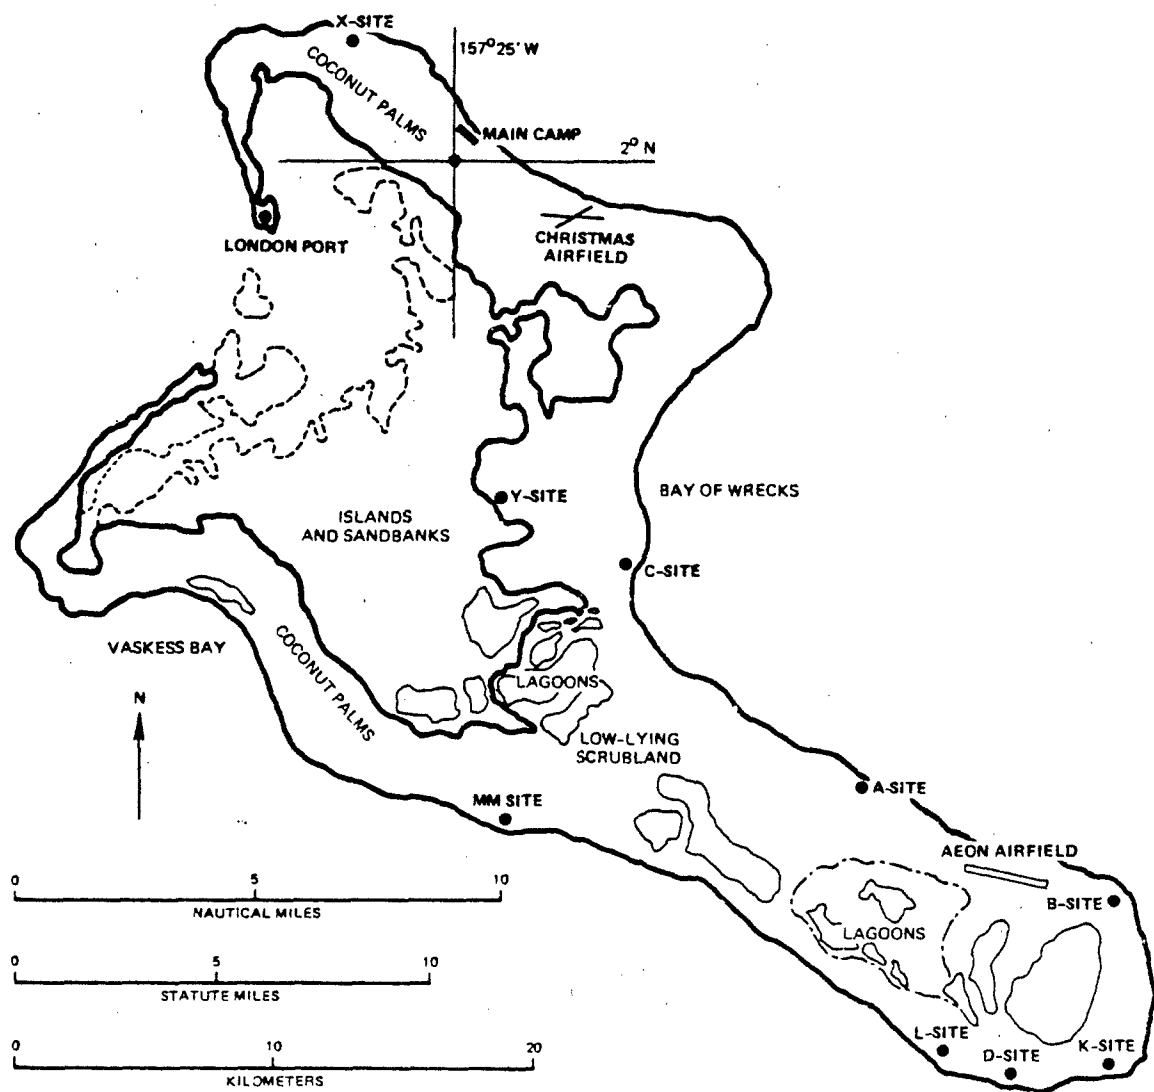 X-SITE
157°25' W
COCONUT PALMS
MAIN CAMP
2° N
LONDON PORT
CHRISTMAS
AIRFIELD
Y-SITE
BAY OF WRECKS
ISLANDS
AND SANDBANKS
C-SITE
VASKESS BAY
COCONUT PALMS
LAGOONS
N
LOW-LYING
SCRUBLAND
A-SITE
MM SITE
AEON AIRFIELD
B-SITE
LAGOONS
0 5 10
NAUTICAL MILES
0 5 10
STATUTE MILES
L-SITE
D-SITE
K-SITE
0 10 20
KILOMETERS